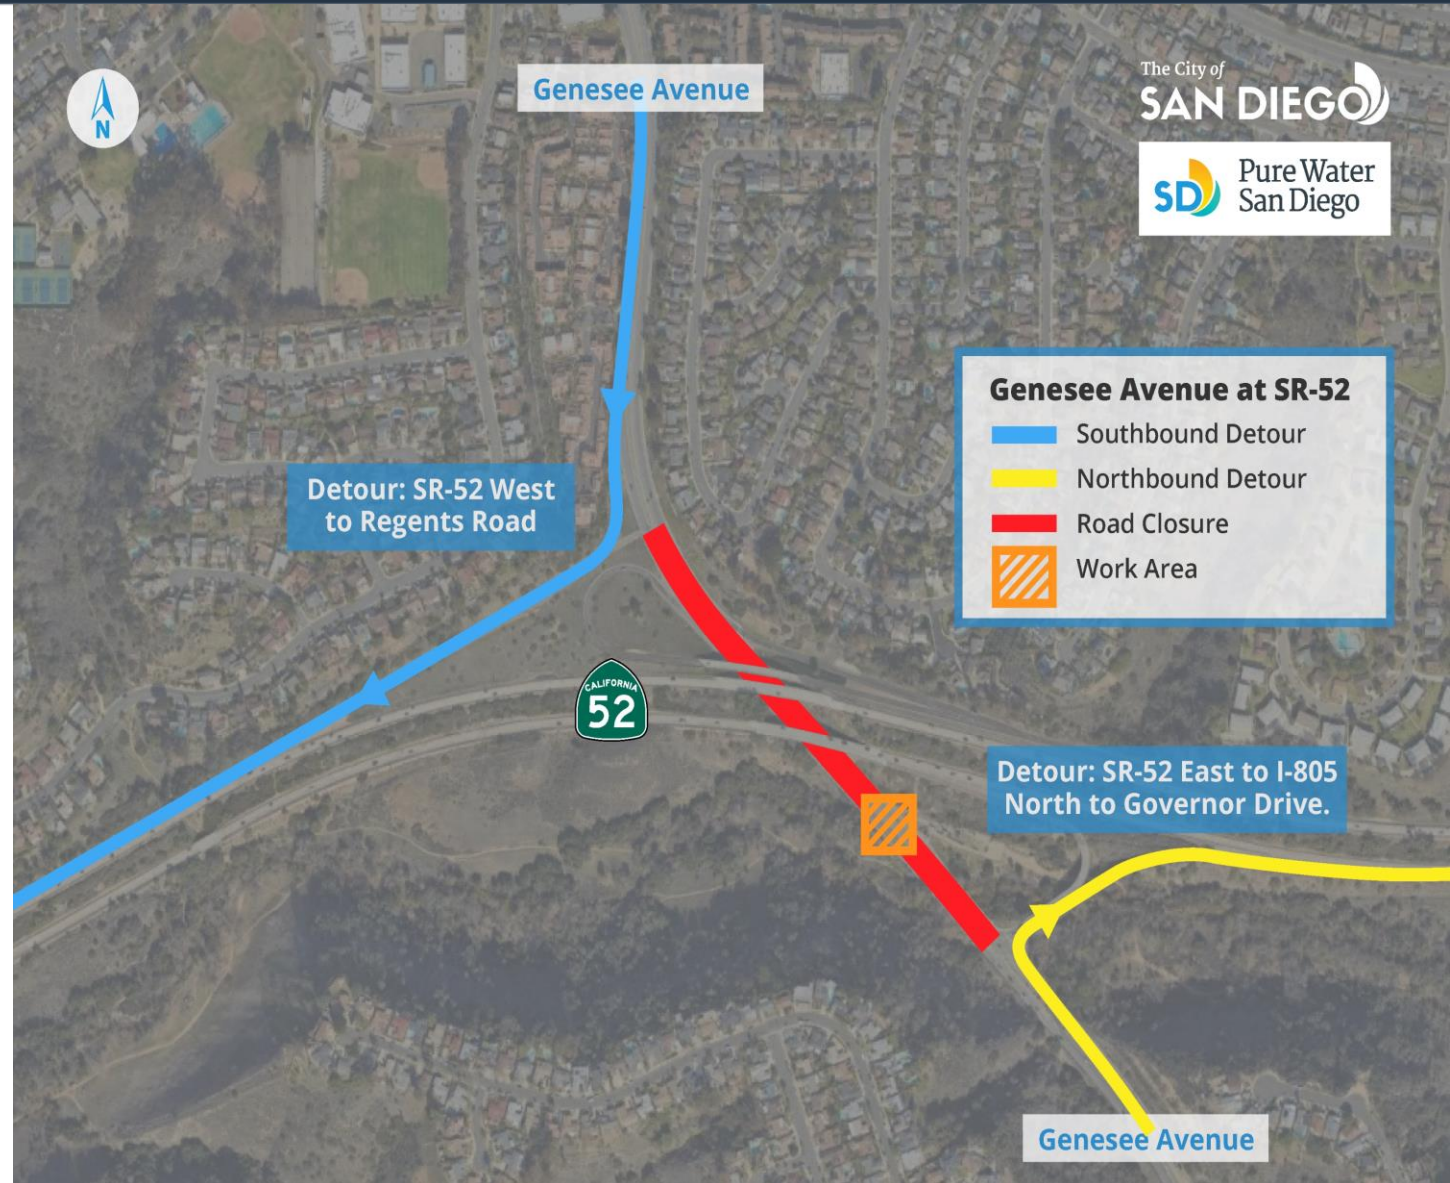 N
Genesee Avenue
The City of
SAN DIEGO
SD
Pure Water
San Diego
Genesee Avenue at SR-52
Southbound Detour
Northbound Detour
Road Closure
Work Area
Detour: SR-52 West
to Regents Road
CALIFORNIA
52
Detour: SR-52 East to I-805
North to Governor Drive.
Genesee Avenue